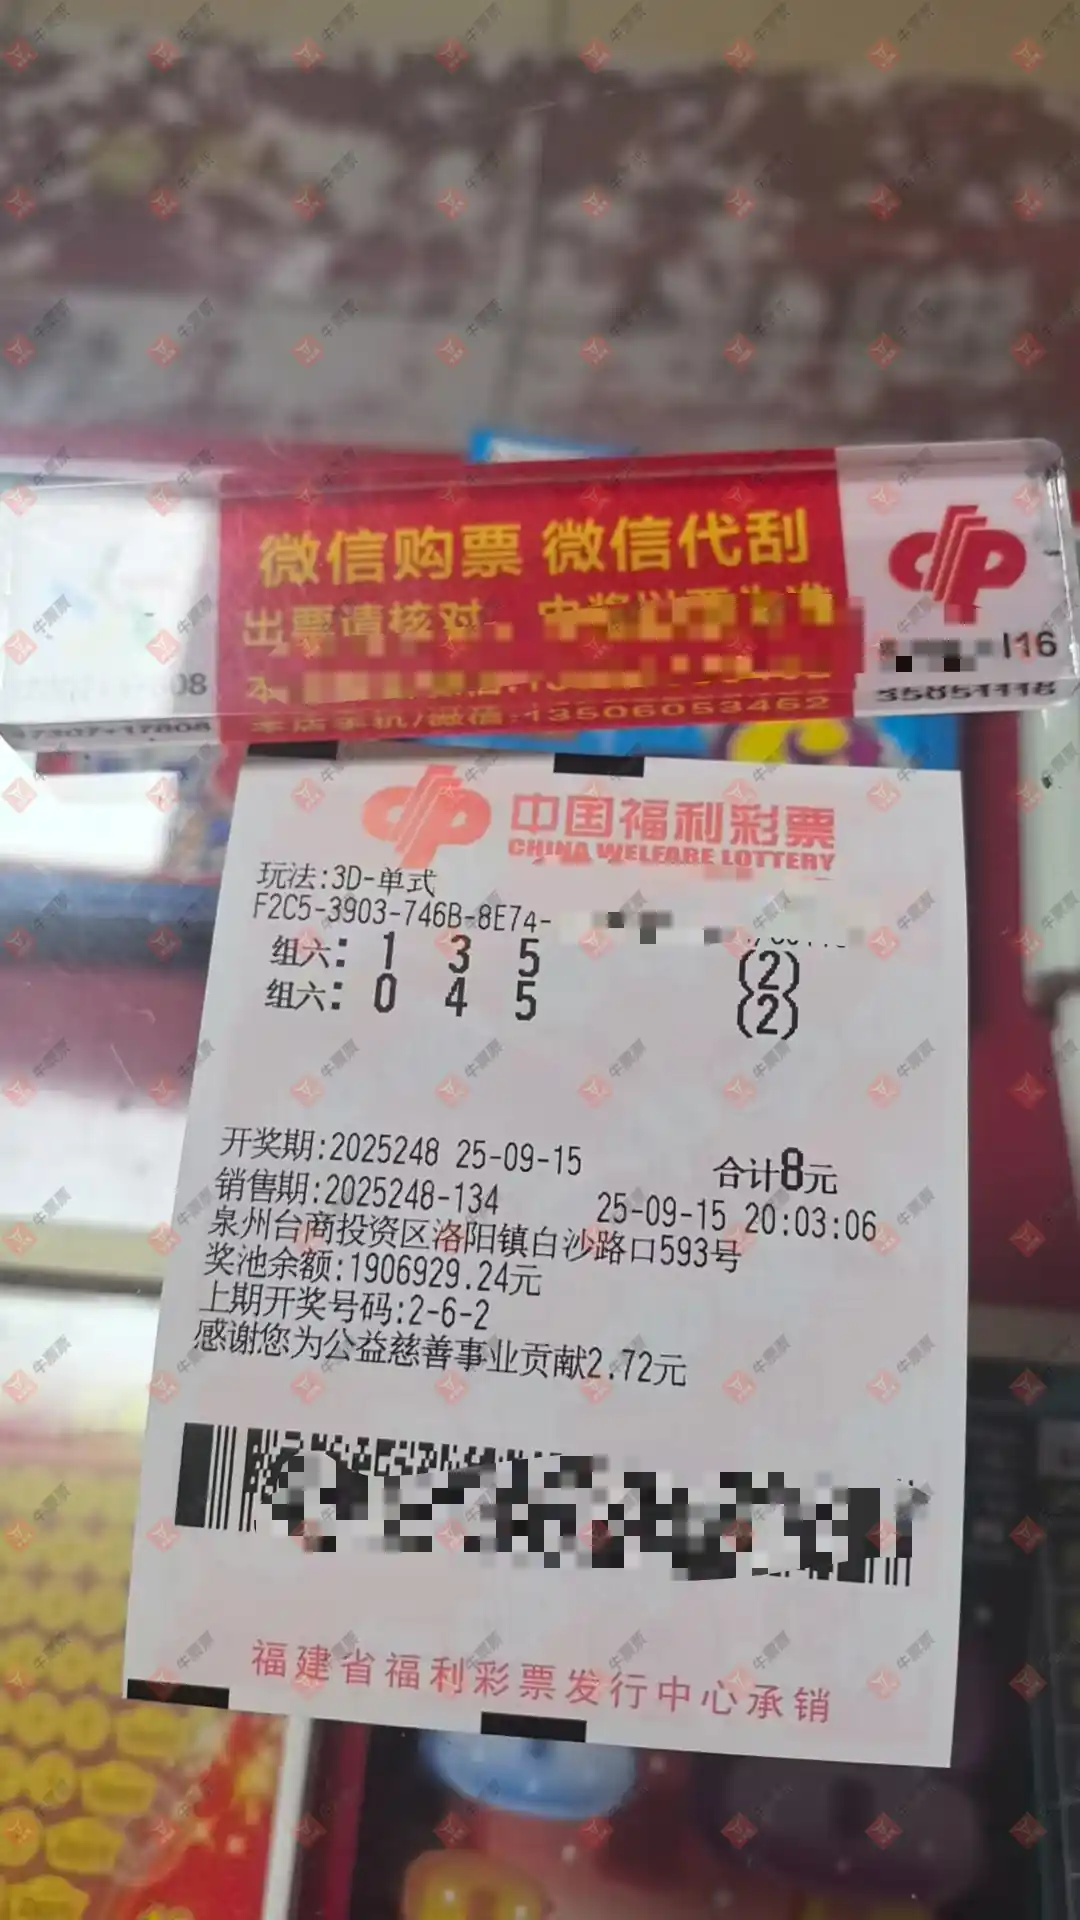 微信购票 微信代刮
出票请核对
116
08
35051118
47307+17808
本店手机/微信:13506053462
中国福利彩票
CHINA WELFARE LOTTERY
玩法:3D-单式
F2C5-3903-746B-8E74-
组六: 1 3 5 (2)
组六: 0 4 5 (2)
开奖期:2025248 25-09-15 合计8元
销售期:2025248-134 25-09-15 20:03:06
泉州台商投资区洛阳镇白沙路口593号
奖池余额:1906929.24元
上期开奖号码:2-6-2
感谢您为公益慈善事业贡献2.72元
福建省福利彩票发行中心承销
牛票票